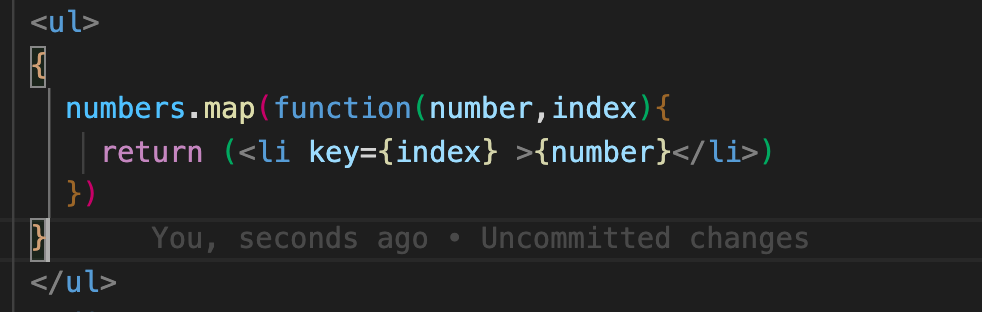 <ul>
{
numbers.map(function(number,index){
return (<li key={index} >{number}</li>)
})
} You, seconds ago • Uncommitted changes
</ul>